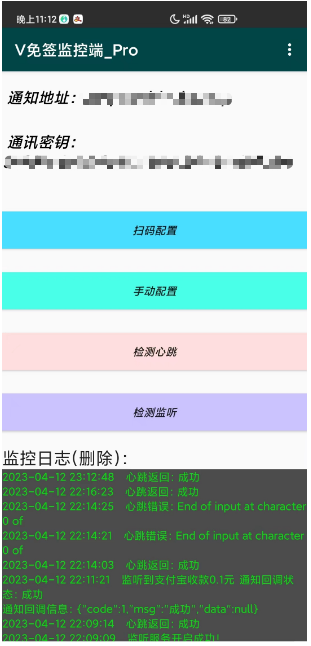 晚上11:12
V免签监控端_Pro
通知地址:
通讯密钥:
扫码配置
手动配置
检测心跳
检测监听
监控日志(删除):
2023-04-12 23:12:48 心跳返回: 成功
2023-04-12 22:16:23 心跳返回: 成功
2023-04-12 22:14:25 心跳错误: End of input at character
0 of
2023-04-12 22:14:21 心跳错误: End of input at character
0 of
2023-04-12 22:14:03 心跳返回: 成功
2023-04-12 22:11:21 监听到支付宝收款0.1元 通知回调状
态: 成功
通知回调信息: {"code":1,"msg":"成功","data":null}
2023-04-12 22:09:14 心跳返回: 成功
2023-04-12 22:09:09 监听服务开启成功!